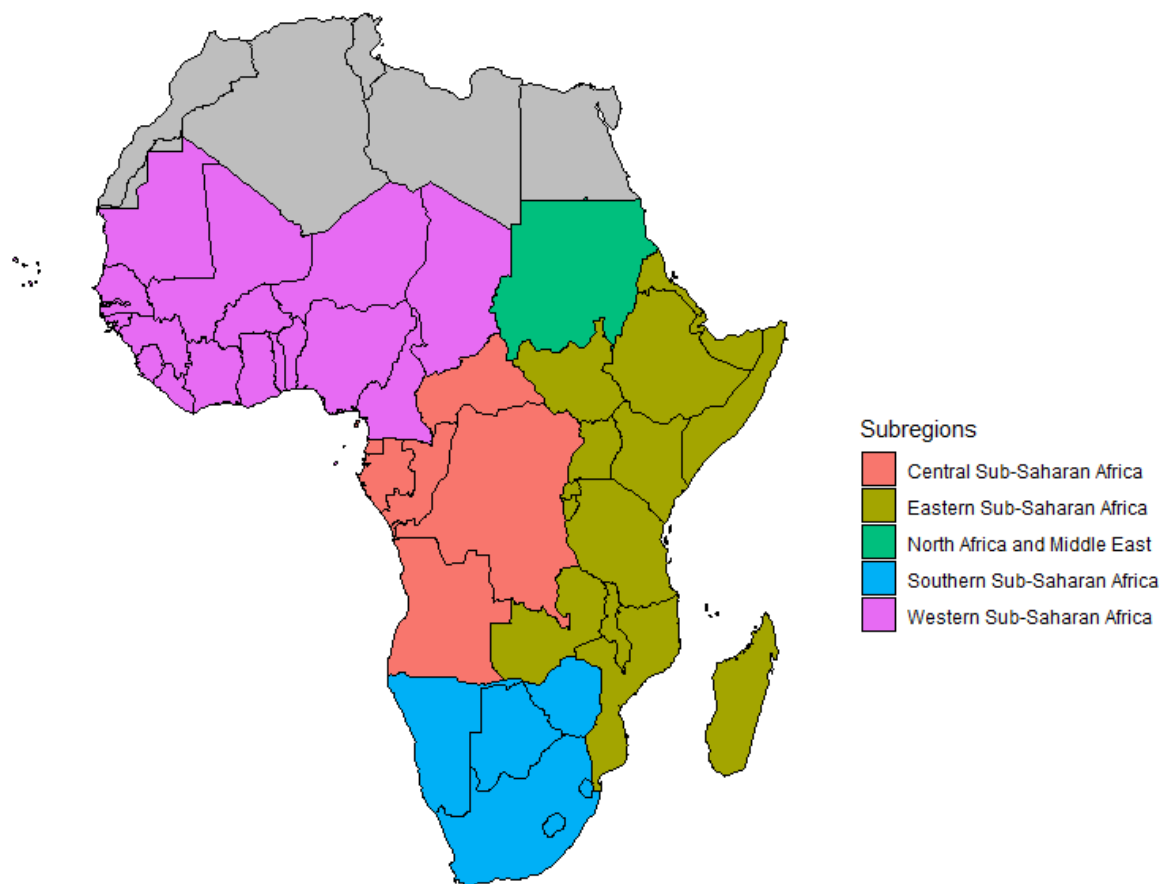 Subregions
Central Sub-Saharan Africa
Eastern Sub-Saharan Africa
North Africa and Middle East
Southern Sub-Saharan Africa
Western Sub-Saharan Africa